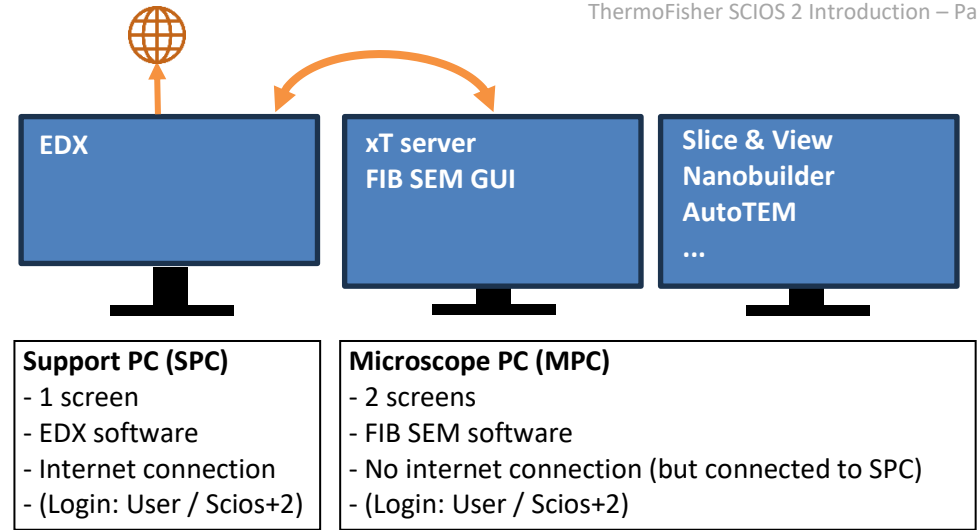 ThermoFisher SCIOS 2 Introduction – Pa
EDX
xT server
FIB SEM GUI
Slice & View
Nanobuilder
AutoTEM
...
Support PC (SPC)
- 1 screen
- EDX software
- Internet connection
- (Login: User / Scios+2)
Microscope PC (MPC)
- 2 screens
- FIB SEM software
- No internet connection (but connected to SPC)
- (Login: User / Scios+2)